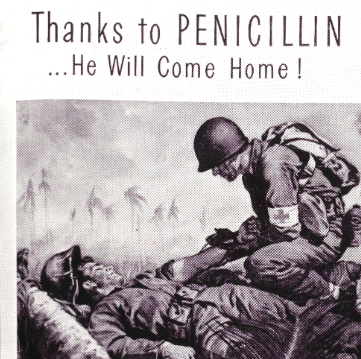 Thanks to PENICILLIN
...He Will Come Home!